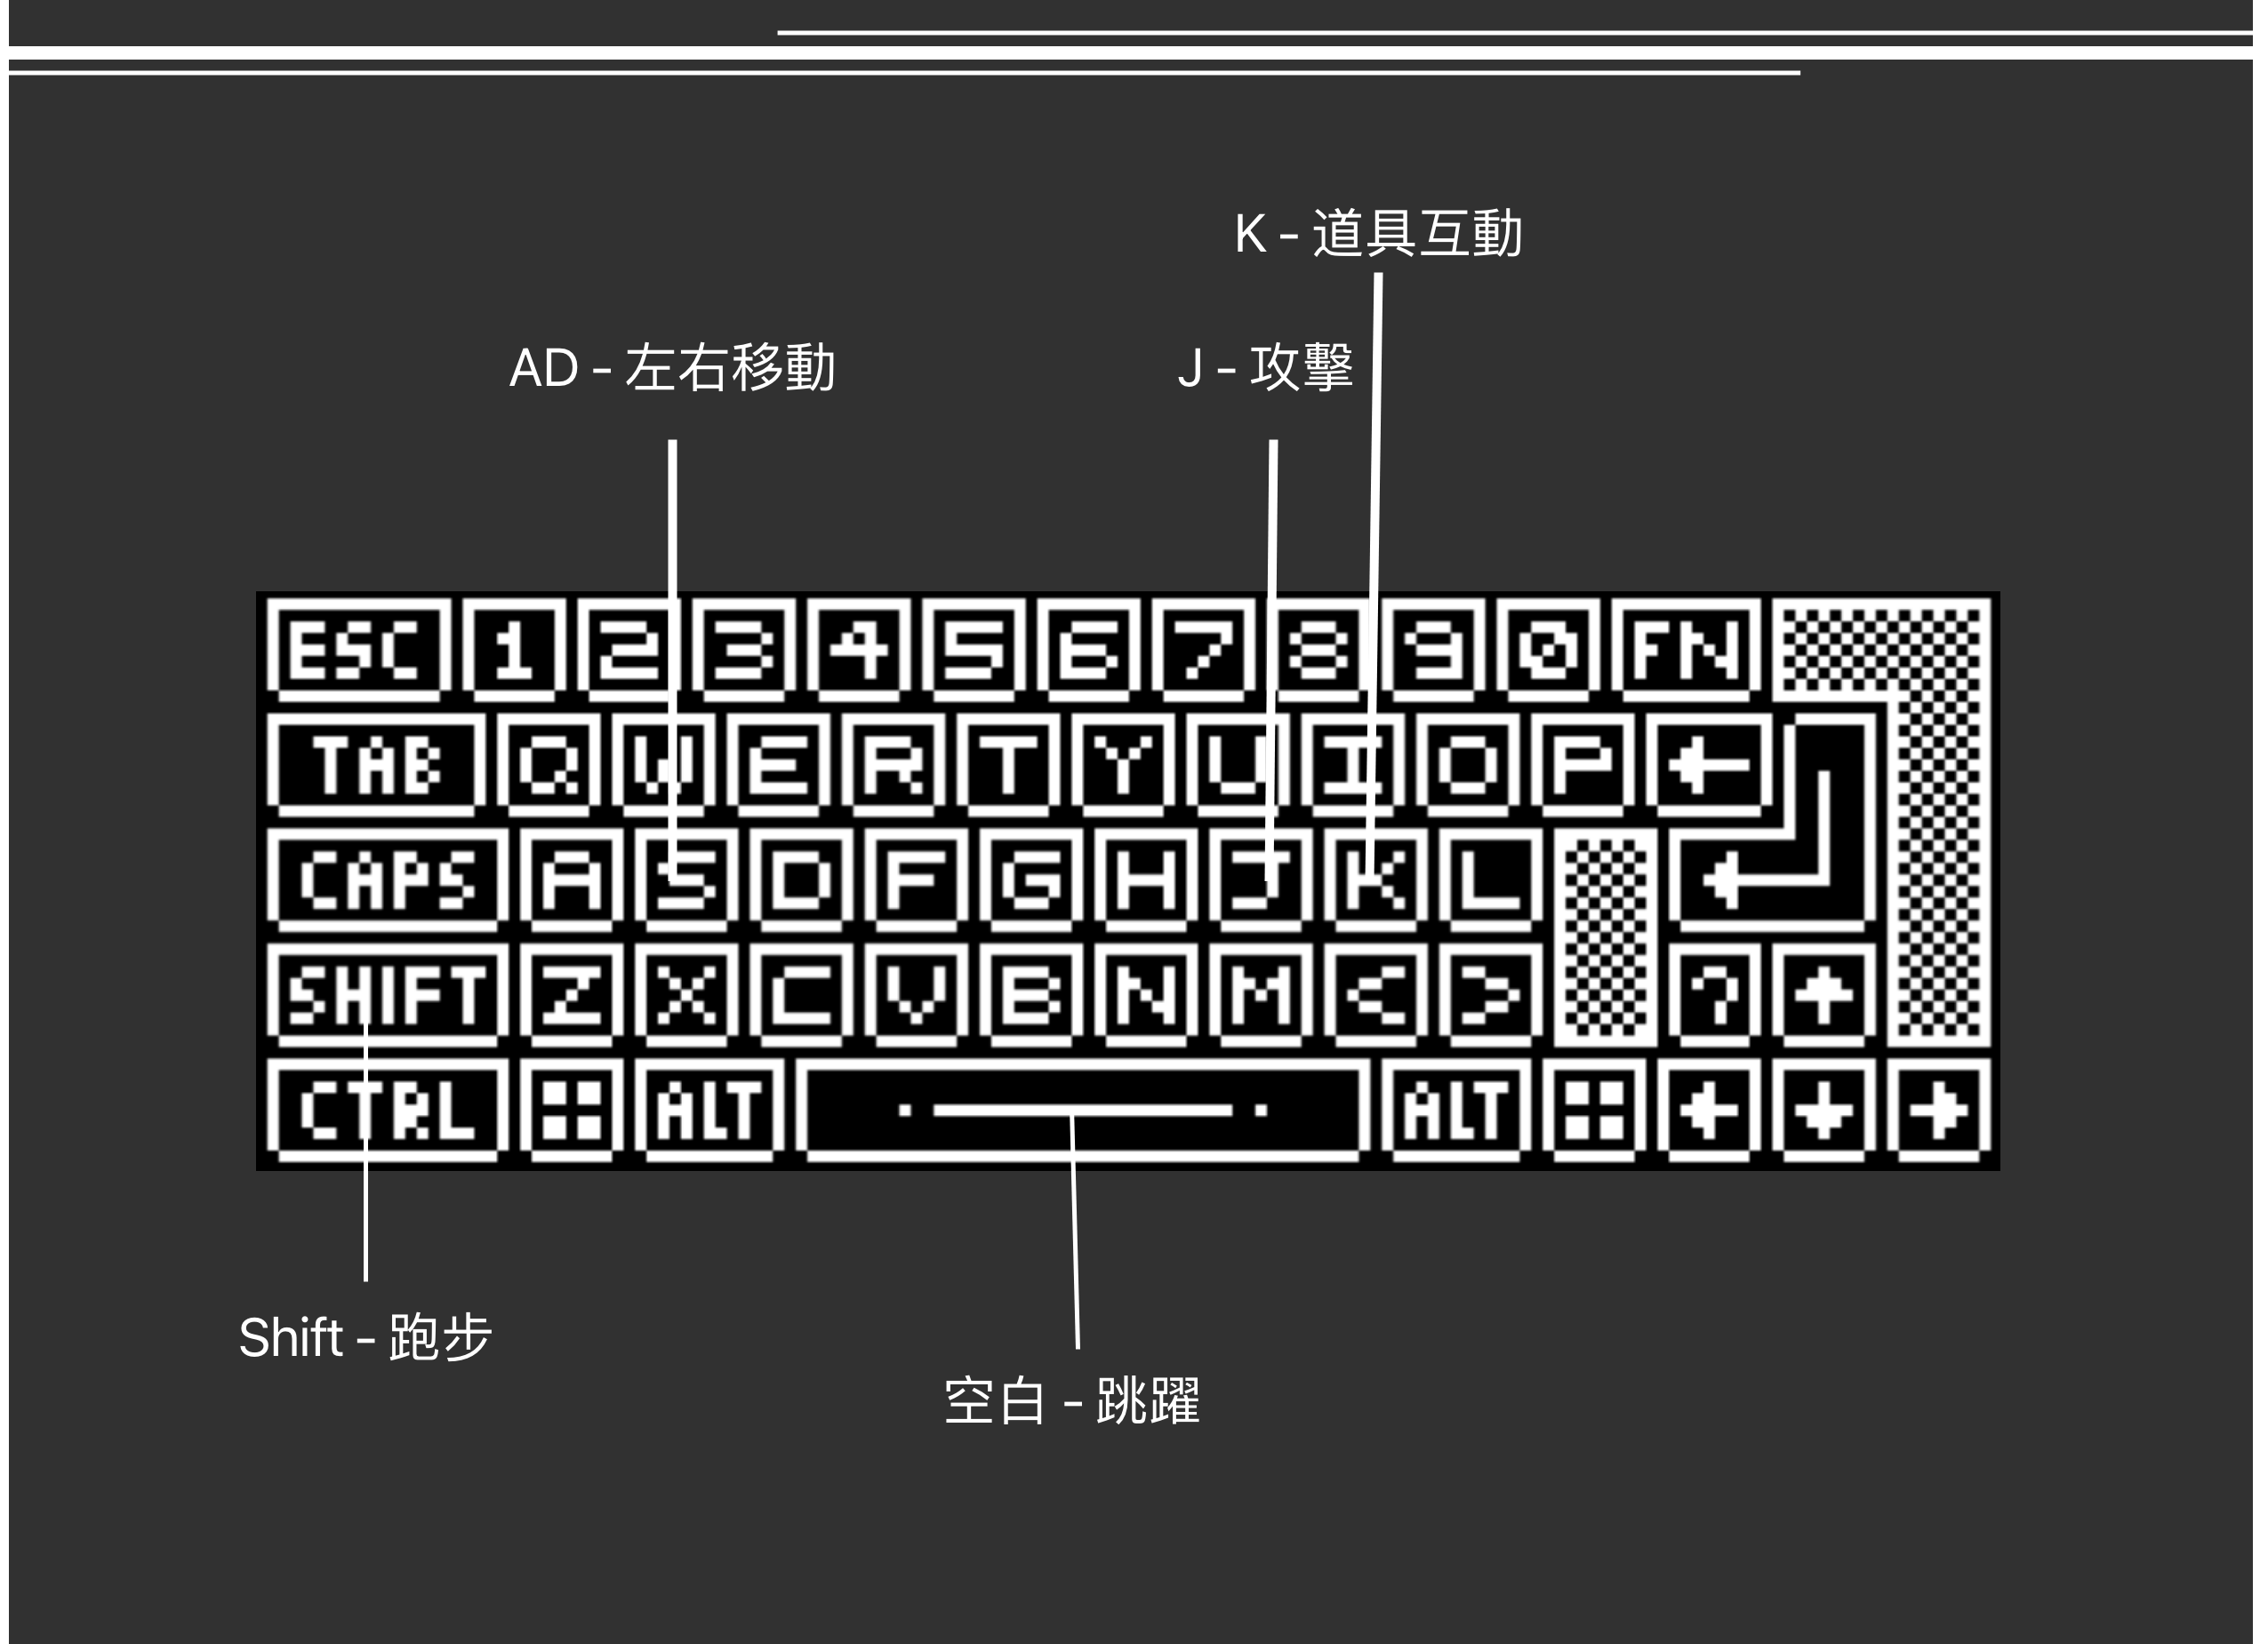 K - 道具互動
AD - 左右移動
J - 攻擊
ESC 1 2 3 4 5 6 7 8 9 0 FN
TAB Q W E R T Y U I O P ←
CAPS A S D F G H J K L
SHIFT Z X C V B N M < > ? ↑
CTRL ALT ALT ← ↓ →
Shift - 跑步
空白 - 跳躍